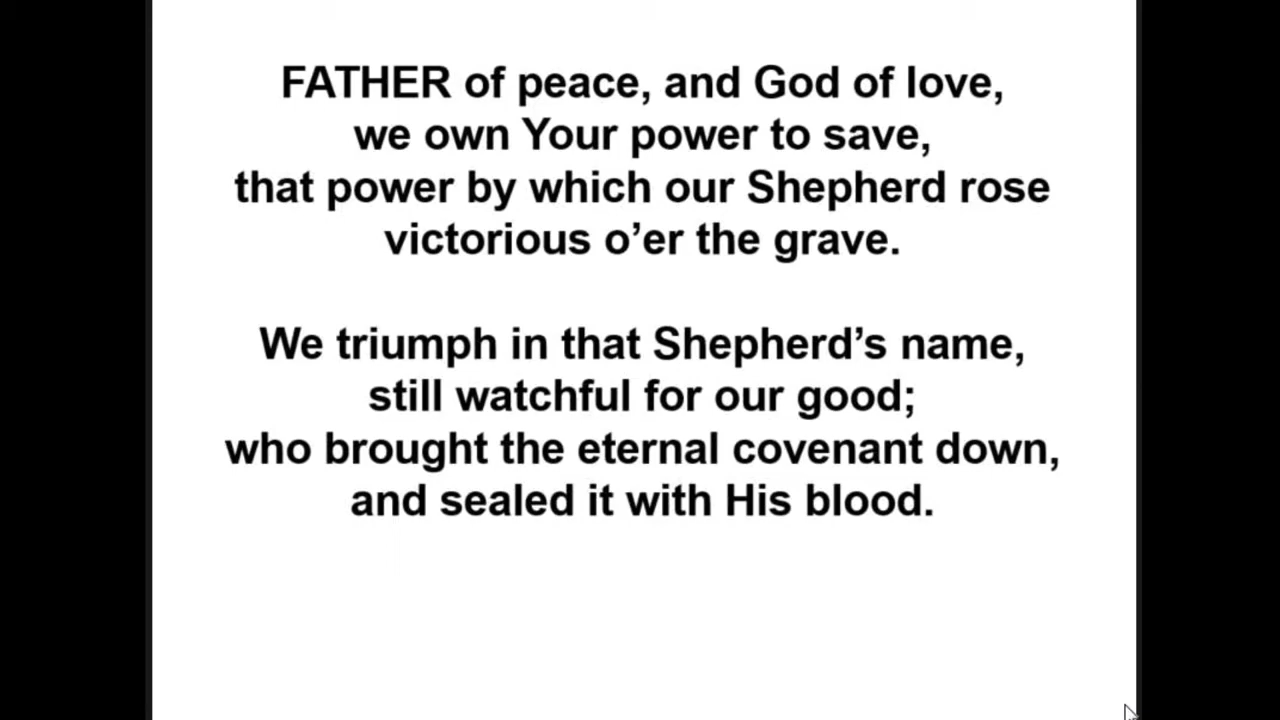 FATHER of peace, and God of love,
we own Your power to save,
that power by which our Shepherd rose
victorious o’er the grave.
We triumph in that Shepherd’s name,
still watchful for our good;
who brought the eternal covenant down,
and sealed it with His blood.